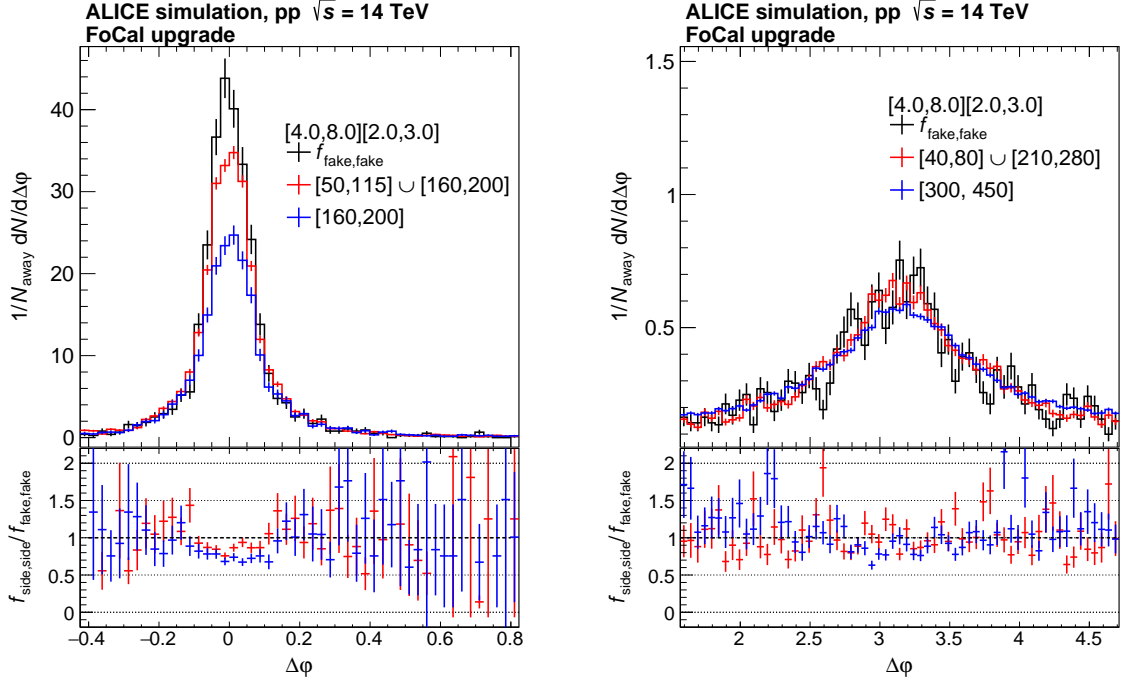 ALICE simulation, pp √s = 14 TeV
FoCal upgrade
[4.0,8.0][2.0,3.0]
f_fake,fake
[50,115] ∪ [160,200]
[160,200]
1/N_away dN/dΔφ
40
30
20
10
0
f_side,side/f_fake,fake
2
1.5
1
0.5
0
−0.4 −0.2 0 0.2 0.4 0.6 0.8
Δφ
ALICE simulation, pp √s = 14 TeV
FoCal upgrade
[4.0,8.0][2.0,3.0]
f_fake,fake
[40,80] ∪ [210,280]
[300, 450]
1/N_away dN/dΔφ
1.5
1
0.5
f_side,side/f_fake,fake
2
1.5
1
0.5
0
2 2.5 3 3.5 4 4.5
Δφ